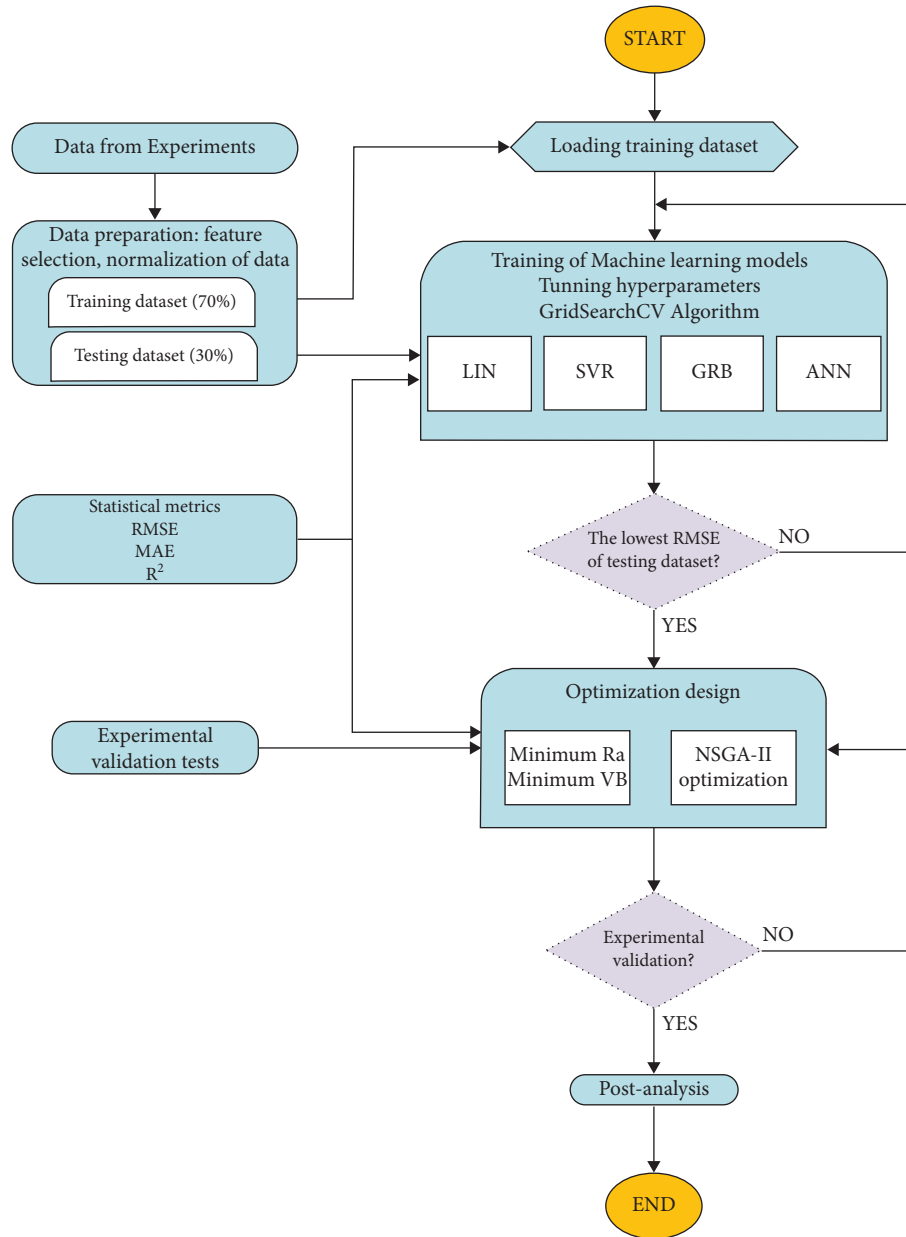 START
Data from Experiments
Loading training dataset
Data preparation: feature
selection, normalization of data
Training dataset (70%)
Testing dataset (30%)
Training of Machine learning models
Tunning hyperparameters
GridSearchCV Algorithm
LIN
SVR
GRB
ANN
Statistical metrics
RMSE
MAE
R²
The lowest RMSE
of testing dataset?
NO
YES
Optimization design
Experimental
validation tests
Minimum Ra
Minimum VB
NSGA-II
optimization
Experimental
validation?
NO
YES
Post-analysis
END